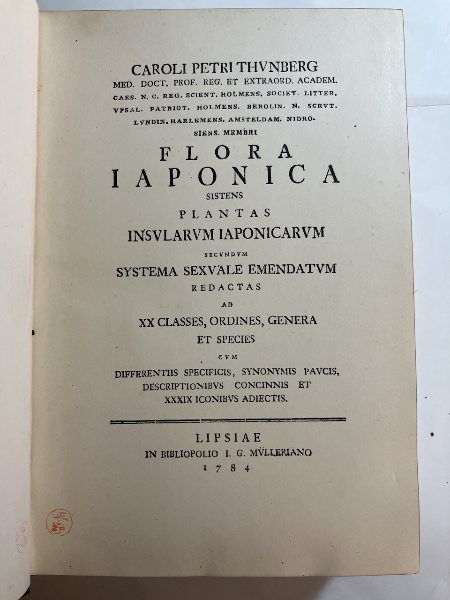 CAROLI PETRI THVNBERG
MED. DOCT. PROF. REG. ET EXTRAORD. ACADEM.
CAES. N. C. REG. SCIENT. HOLMENS, SOCIET. LITTER.
VPSAL. PATRIOT. HOLMENS. BEROLIN. N. SCRVT.
LVNDIN. HARLEMENS. AMSTELDAM. NIDRO-
SIENS. MEMBRI
FLORA
IAPONICA
SISTENS
PLANTAS
INSVLARVM IAPONICARVM
SECVNDVM
SYSTEMA SEXVALE EMENDATVM
REDACTAS
AD
XX CLASSES, ORDINES, GENERA
ET SPECIES
CVM
DIFFERENTIIS SPECIFICIS, SYNONYMIS PAVCIS,
DESCRIPTIONIBVS CONCINNIS ET
XXXIX ICONIBVS ADIECTIS.
LIPSIAE
IN BIBLIOPOLIO I. G. MÜLLERIANO
1784